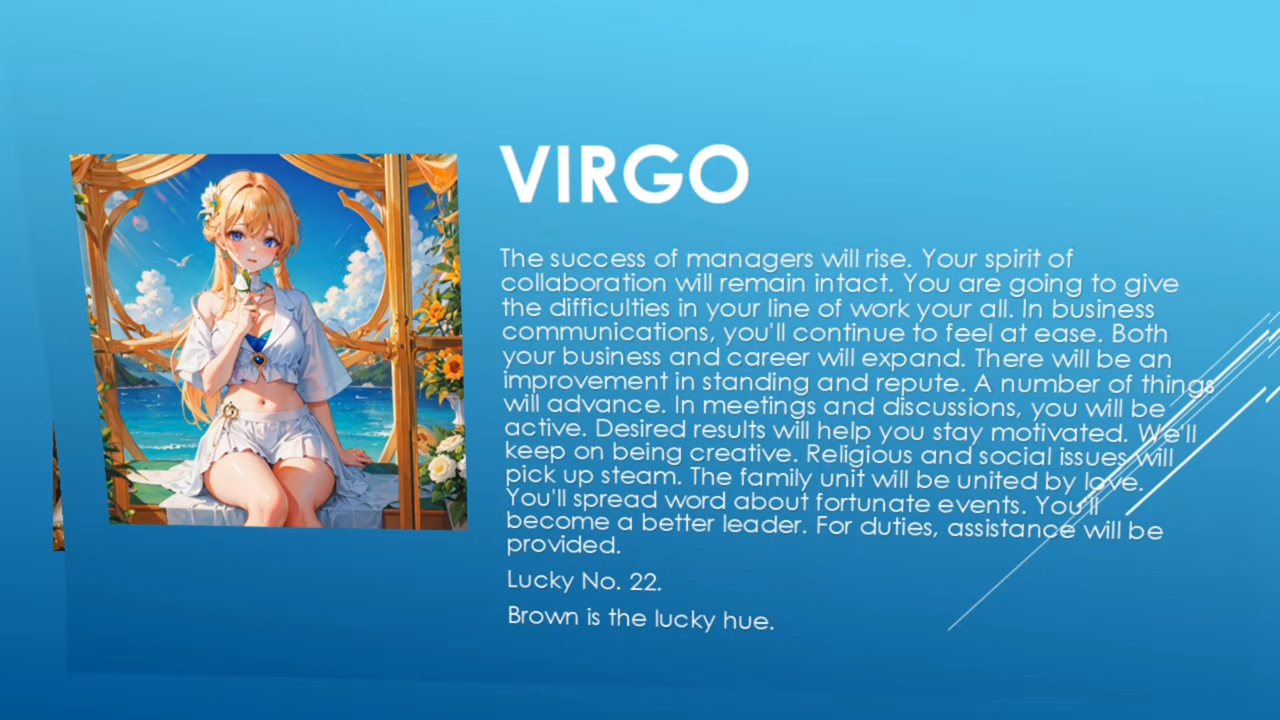 VIRGO
The success of managers will rise. Your spirit of
collaboration will remain intact. You are going to give
the difficulties in your line of work your all. In business
communications, you'll continue to feel at ease. Both
your business and career will expand. There will be an
improvement in standing and repute. A number of things
will advance. In meetings and discussions, you will be
active. Desired results will help you stay motivated. We'll
keep on being creative. Religious and social issues will
pick up steam. The family unit will be united by love.
You'll spread word about fortunate events. You'll
become a better leader. For duties, assistance will be
provided.
Lucky No. 22.
Brown is the lucky hue.